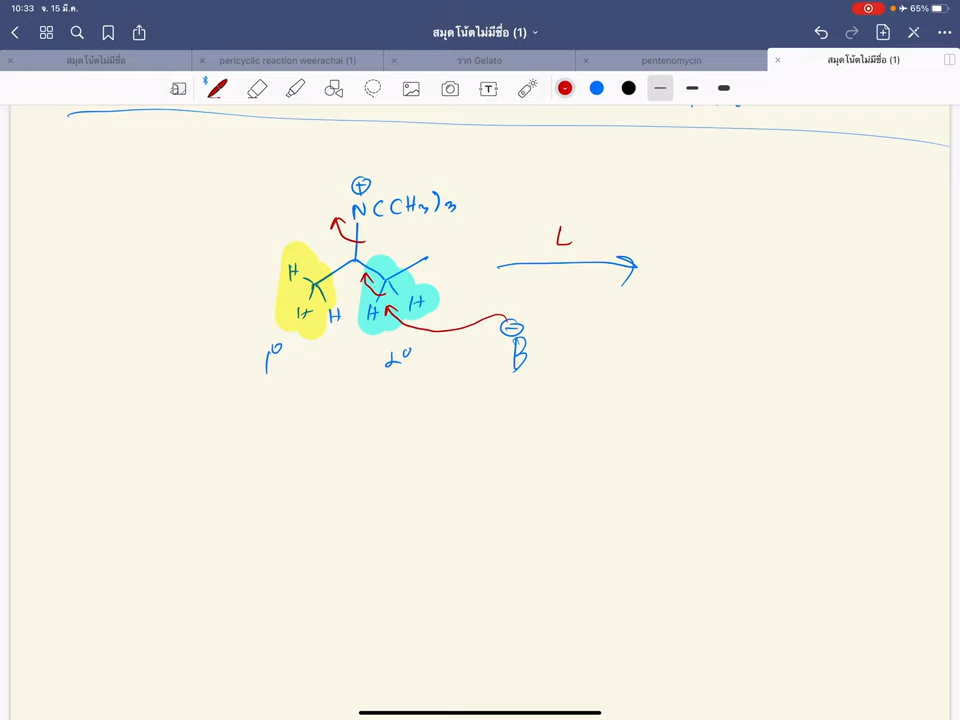 10:33 จ. 15 มี.ค.
65%
สมุดโน้ตไม่มีชื่อ (1)
สมุดโน้ตไม่มีชื่อ
pericyclic reaction weerachai (1)
ราก Gelato
pentenomycin
สมุดโน้ตไม่มีชื่อ (1)
T
⊕
N(CH3)3
L
H
H H
H H
⊖
B
1°
2°